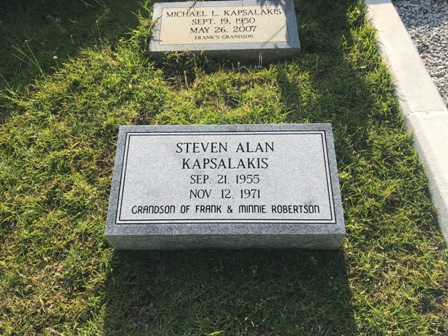 MICHAEL L. KAPSALAKIS
SEPT. 19, 1950
MAY 26, 2007
FRANK'S GRANDSON
STEVEN ALAN
KAPSALAKIS
SEP. 21, 1955
NOV. 12, 1971
GRANDSON OF FRANK & MINNIE ROBERTSON